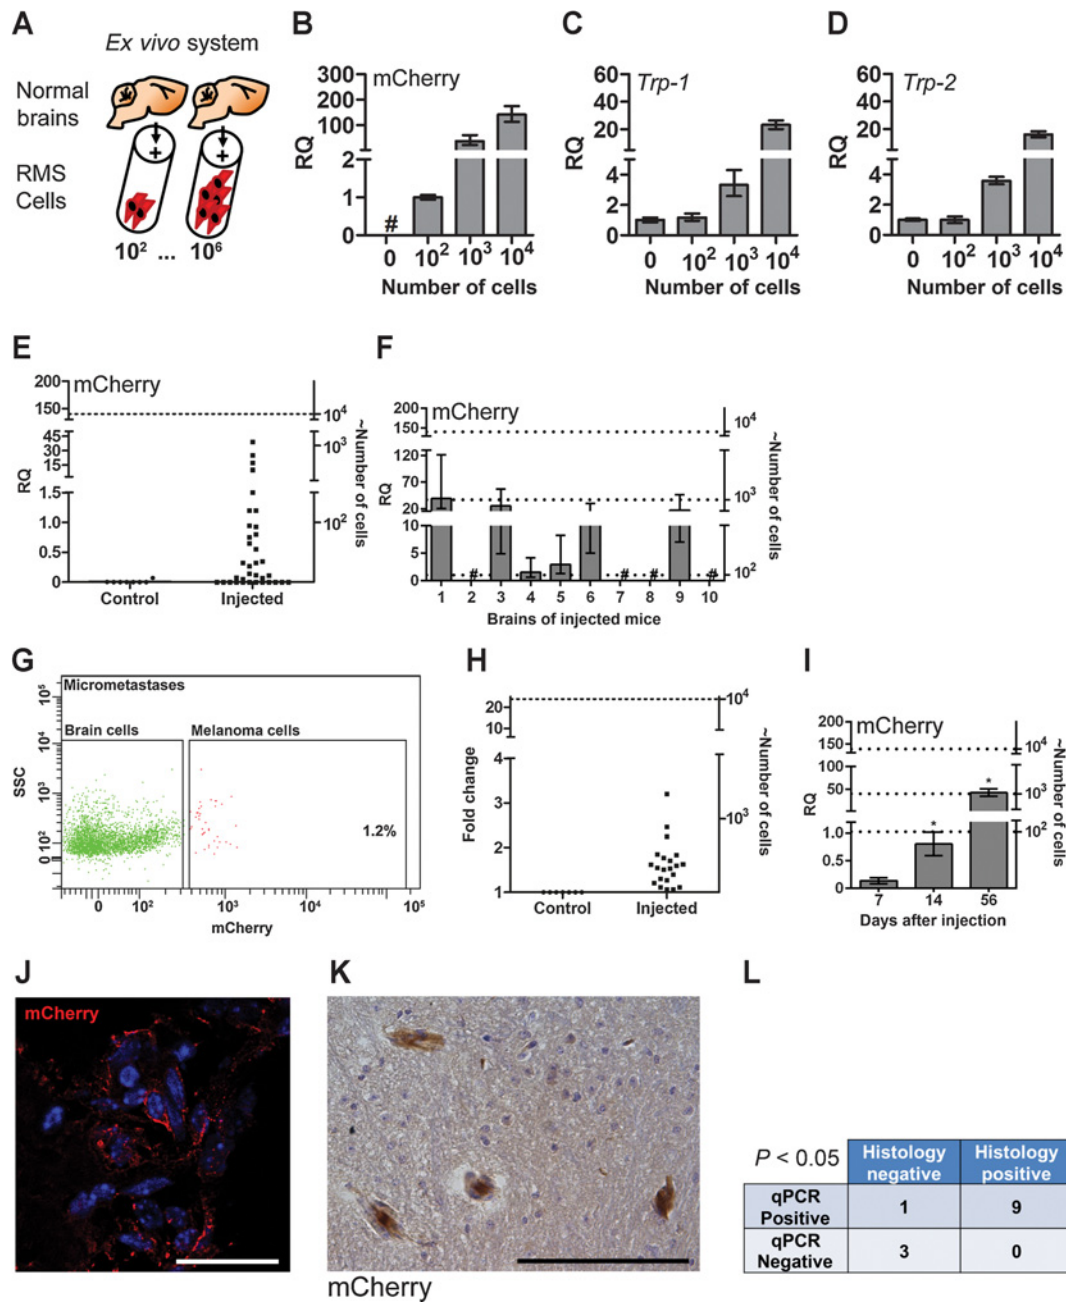 A
Ex vivo system
Normal
brains
RMS
Cells
+ +
10² ... 10⁶
B
mCherry
RQ
300
200
100
2
1
0
#
0 10² 10³ 10⁴
Number of cells
C
Trp-1
RQ
60
40
20
4
2
0
0 10² 10³ 10⁴
Number of cells
D
Trp-2
RQ
60
40
20
4
2
0
0 10² 10³ 10⁴
Number of cells
E
mCherry
RQ
200
150
45
30
15
1.5
1.0
0.5
0
10⁴
10³
10²
~Number of cells
Control Injected
F
mCherry
RQ
200
150
120
70
20
10
5
0
10⁴
10³
10²
~Number of cells
# # # #
1 2 3 4 5 6 7 8 9 10
Brains of injected mice
G
Micrometastases
Brain cells
Melanoma cells
1.2%
SSC
10⁵
10⁴
10³
10²
0
0 10² 10³ 10⁴ 10⁵
mCherry
H
Fold change
20
10
4
3
2
1
10⁴
10³
~Number of cells
Control Injected
I
mCherry
RQ
200
150
100
50
0
1.0
0.5
0
10⁴
10³
10²
~Number of cells
* *
7 14 56
Days after injection
J
mCherry
K
mCherry
L
P < 0.05
Histology negative
Histology positive
qPCR Positive 1 9
qPCR Negative 3 0